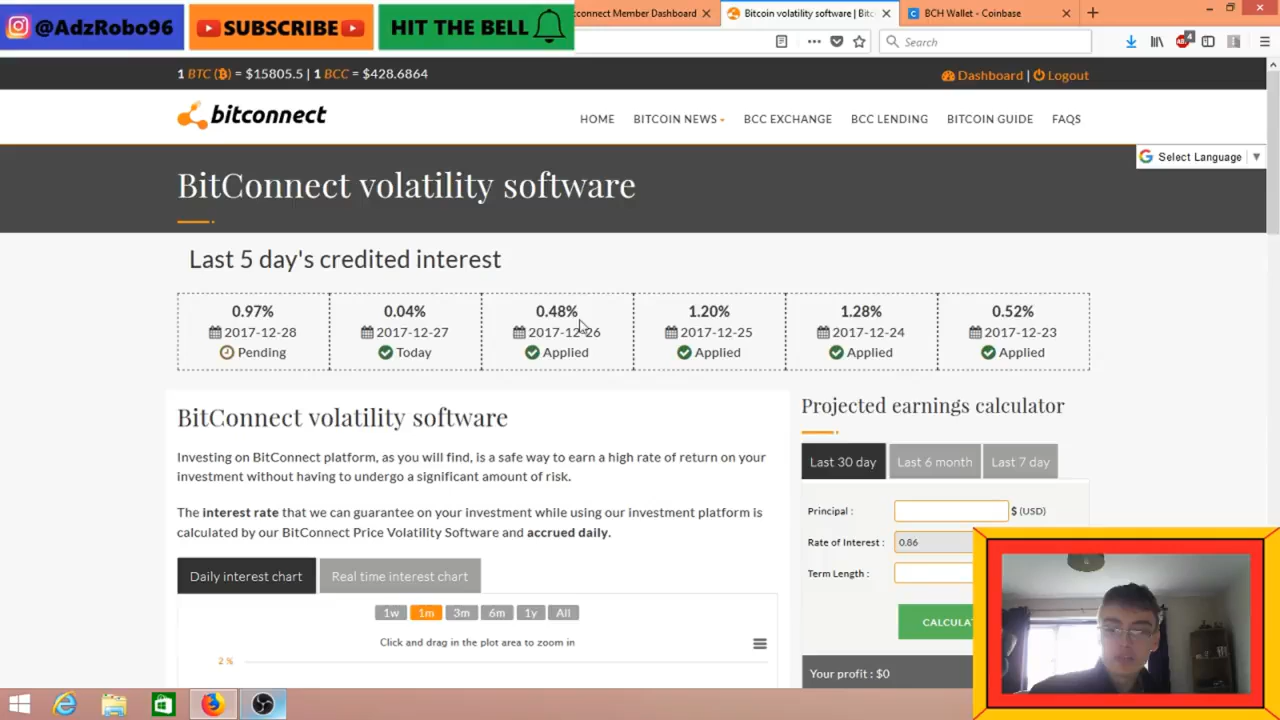 @AdzRobo96
SUBSCRIBE
HIT THE BELL
connect Member Dashboard
Bitcoin volatility software | Bitc
BCH Wallet - Coinbase
Search
4
1 BTC (₿) = $15805.5 | 1 BCC = $428.6864
Dashboard | Logout
bitconnect
HOME
BITCOIN NEWS
BCC EXCHANGE
BCC LENDING
BITCOIN GUIDE
FAQS
Select Language
BitConnect volatility software
Last 5 day's credited interest
0.97% 0.04% 0.48% 1.20% 1.28% 0.52%
2017-12-28 2017-12-27 2017-12-26 2017-12-25 2017-12-24 2017-12-23
Pending Today Applied Applied Applied Applied
BitConnect volatility software
Investing on BitConnect platform, as you will find, is a safe way to earn a high rate of return on your
investment without having to undergo a significant amount of risk.
The interest rate that we can guarantee on your investment while using our investment platform is
calculated by our BitConnect Price Volatility Software and accrued daily.
Daily interest chart
Real time interest chart
1w 1m 3m 6m 1y All
Click and drag in the plot area to zoom in
2 %
Projected earnings calculator
Last 30 day Last 6 month Last 7 day
Principal : $ (USD)
Rate of Interest : 0.86
Term Length :
CALCULA
Your profit : $0